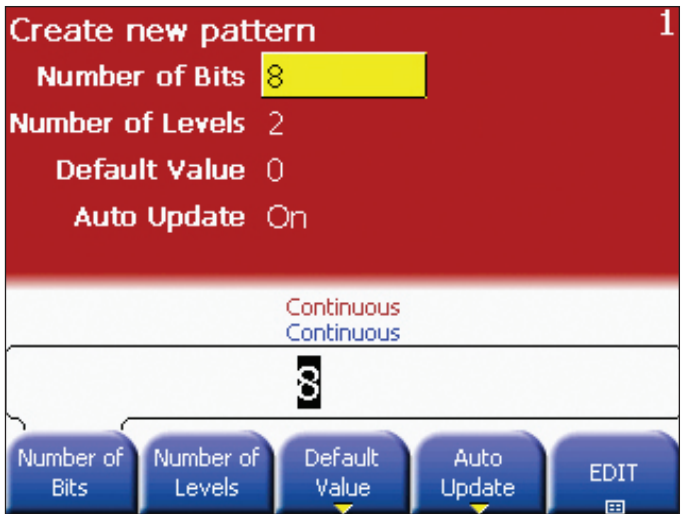 Create new pattern 1
Number of Bits 8
Number of Levels 2
Default Value 0
Auto Update On
Continuous
Continuous
8
Number of Bits
Number of Levels
Default Value
Auto Update
EDIT